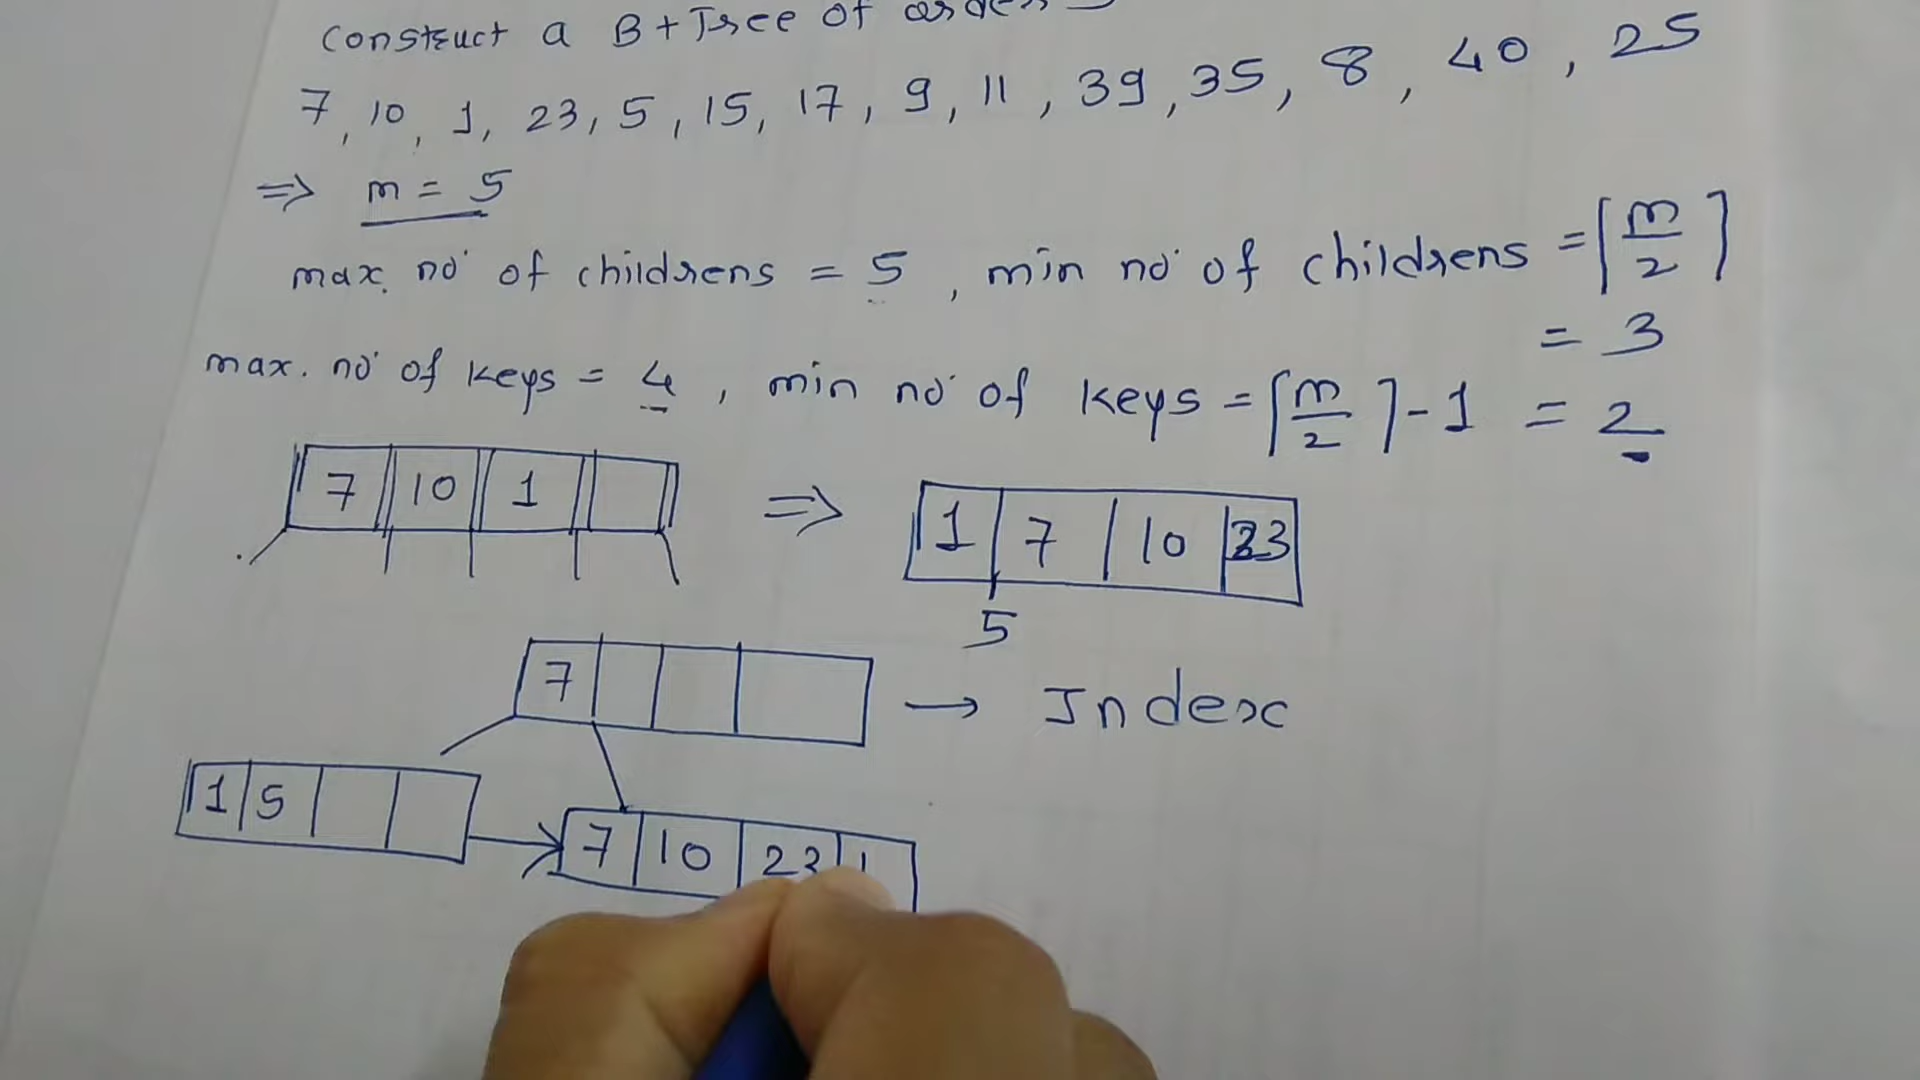 Construct a B+Tree of order 5
7, 10, 1, 23, 5, 15, 17, 9, 11, 39, 35, 8, 40, 25
=> m = 5
max. no of childrens = 5, min no of childrens = ⌈m/2⌉
= 3
max. no of keys = 4, min no of keys = ⌈m/2⌉ - 1 = 2
7 10 1 => 1 7 10 23
5
7 → Index
1 5 → 7 10 23